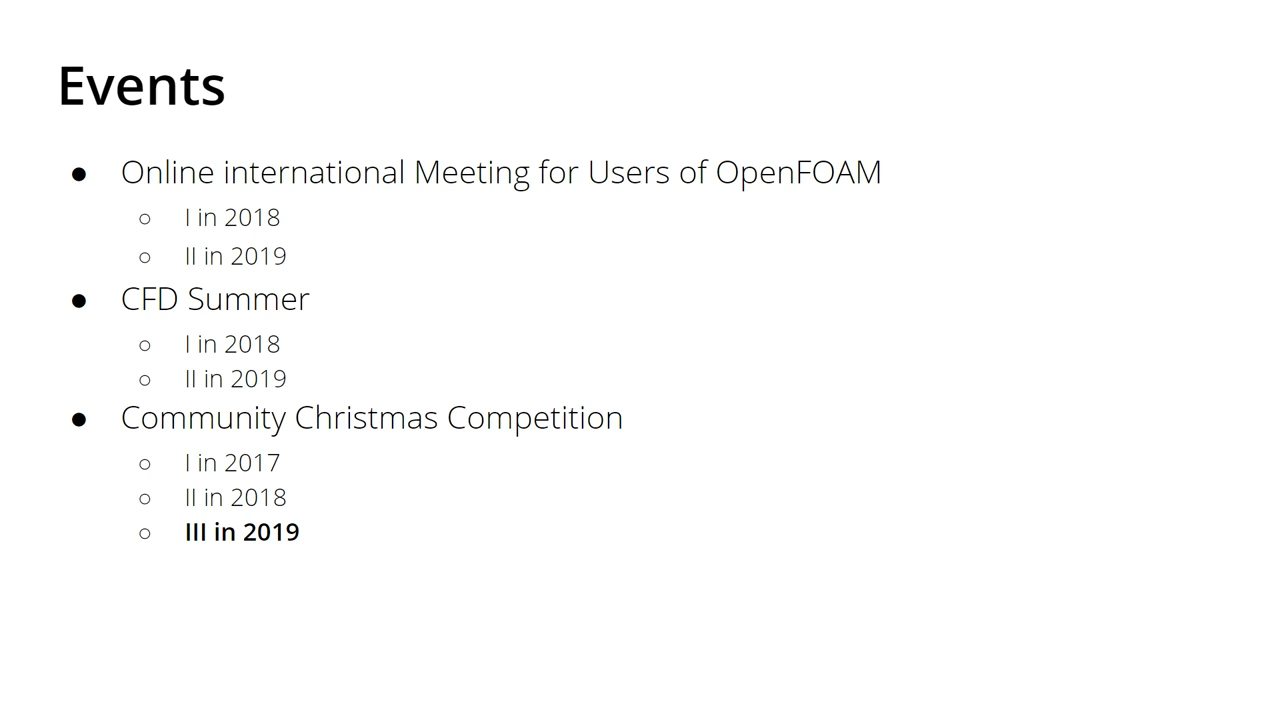 Events
● Online international Meeting for Users of OpenFOAM
○ I in 2018
○ II in 2019
● CFD Summer
○ I in 2018
○ II in 2019
● Community Christmas Competition
○ I in 2017
○ II in 2018
○ III in 2019